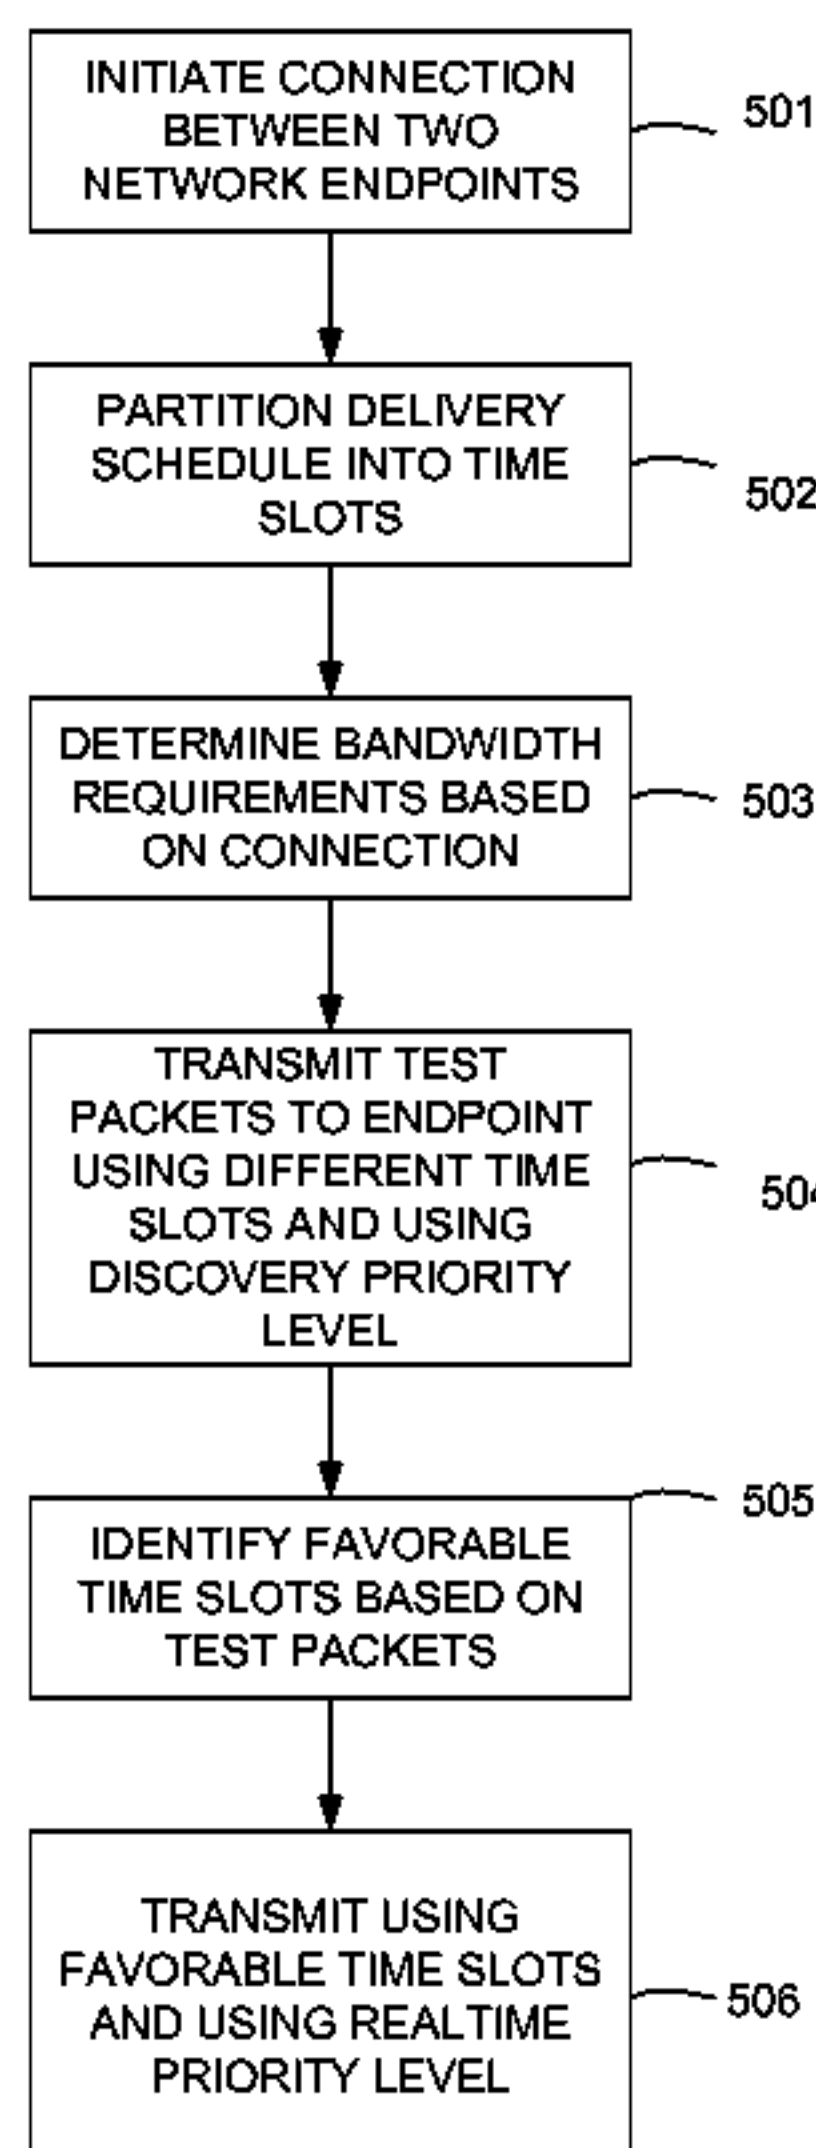 INITIATE CONNECTION
BETWEEN TWO
NETWORK ENDPOINTS
501
PARTITION DELIVERY
SCHEDULE INTO TIME
SLOTS
502
DETERMINE BANDWIDTH
REQUIREMENTS BASED
ON CONNECTION
503
TRANSMIT TEST
PACKETS TO ENDPOINT
USING DIFFERENT TIME
SLOTS AND USING
DISCOVERY PRIORITY
LEVEL
504
505
IDENTIFY FAVORABLE
TIME SLOTS BASED ON
TEST PACKETS
TRANSMIT USING
FAVORABLE TIME SLOTS
AND USING REALTIME
PRIORITY LEVEL
506